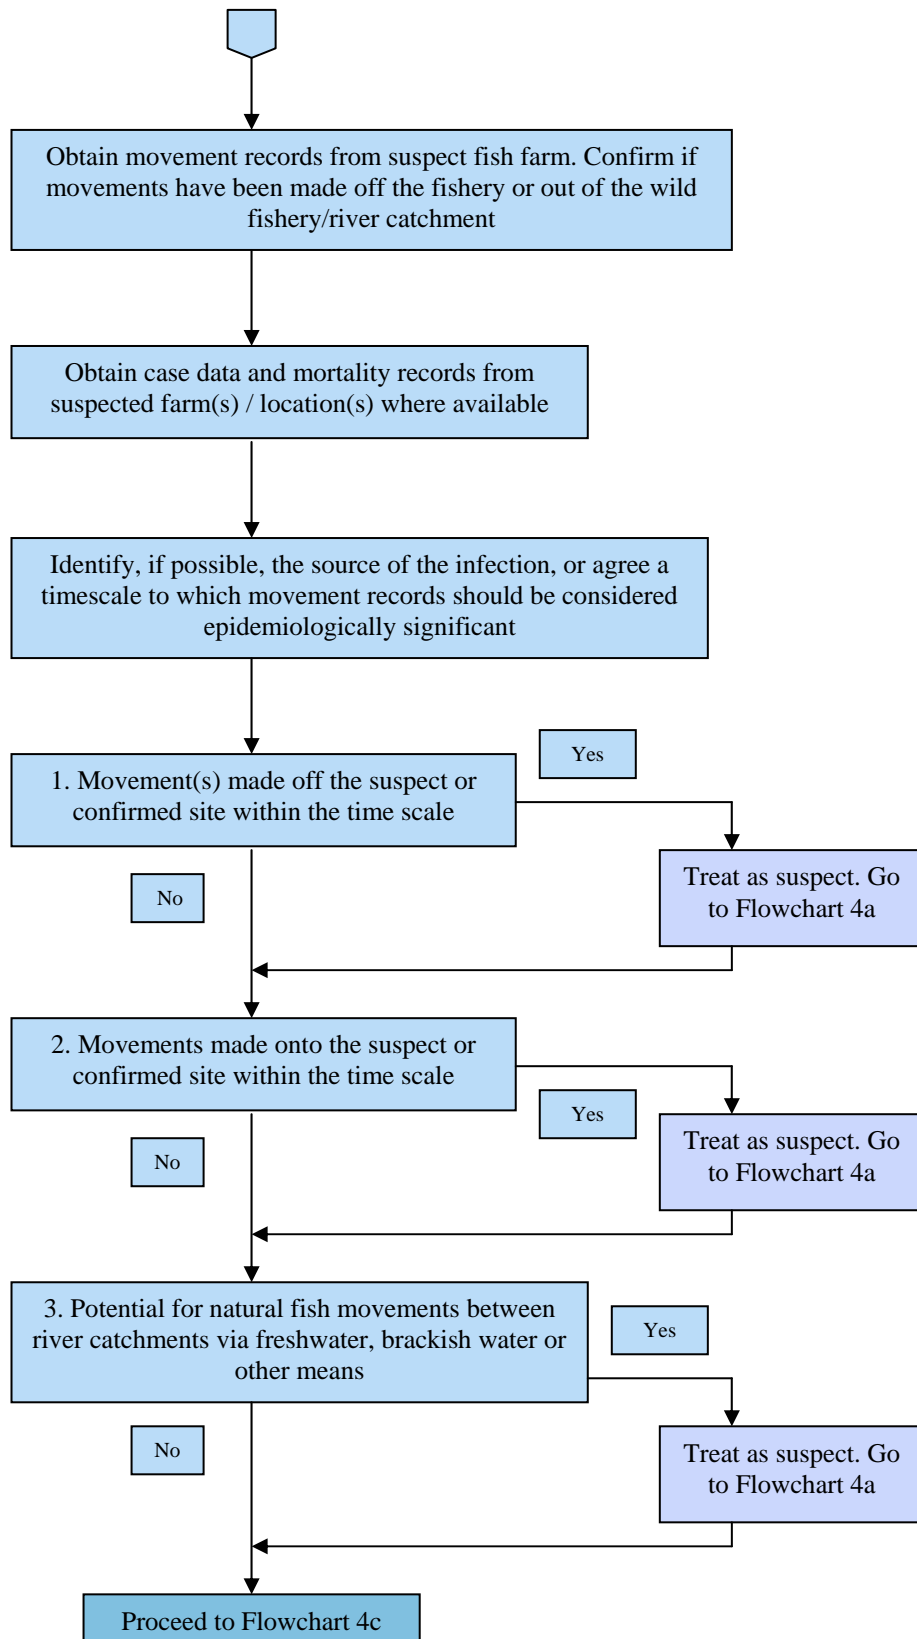 Obtain movement records from suspect fish farm. Confirm if
movements have been made off the fishery or out of the wild
fishery/river catchment
Obtain case data and mortality records from
suspected farm(s) / location(s) where available
Identify, if possible, the source of the infection, or agree a
timescale to which movement records should be considered
epidemiologically significant
1. Movement(s) made off the suspect or
confirmed site within the time scale
Yes
Treat as suspect. Go
to Flowchart 4a
No
2. Movements made onto the suspect or
confirmed site within the time scale
Yes
Treat as suspect. Go
to Flowchart 4a
No
3. Potential for natural fish movements between
river catchments via freshwater, brackish water or
other means
Yes
Treat as suspect. Go
to Flowchart 4a
No
Proceed to Flowchart 4c